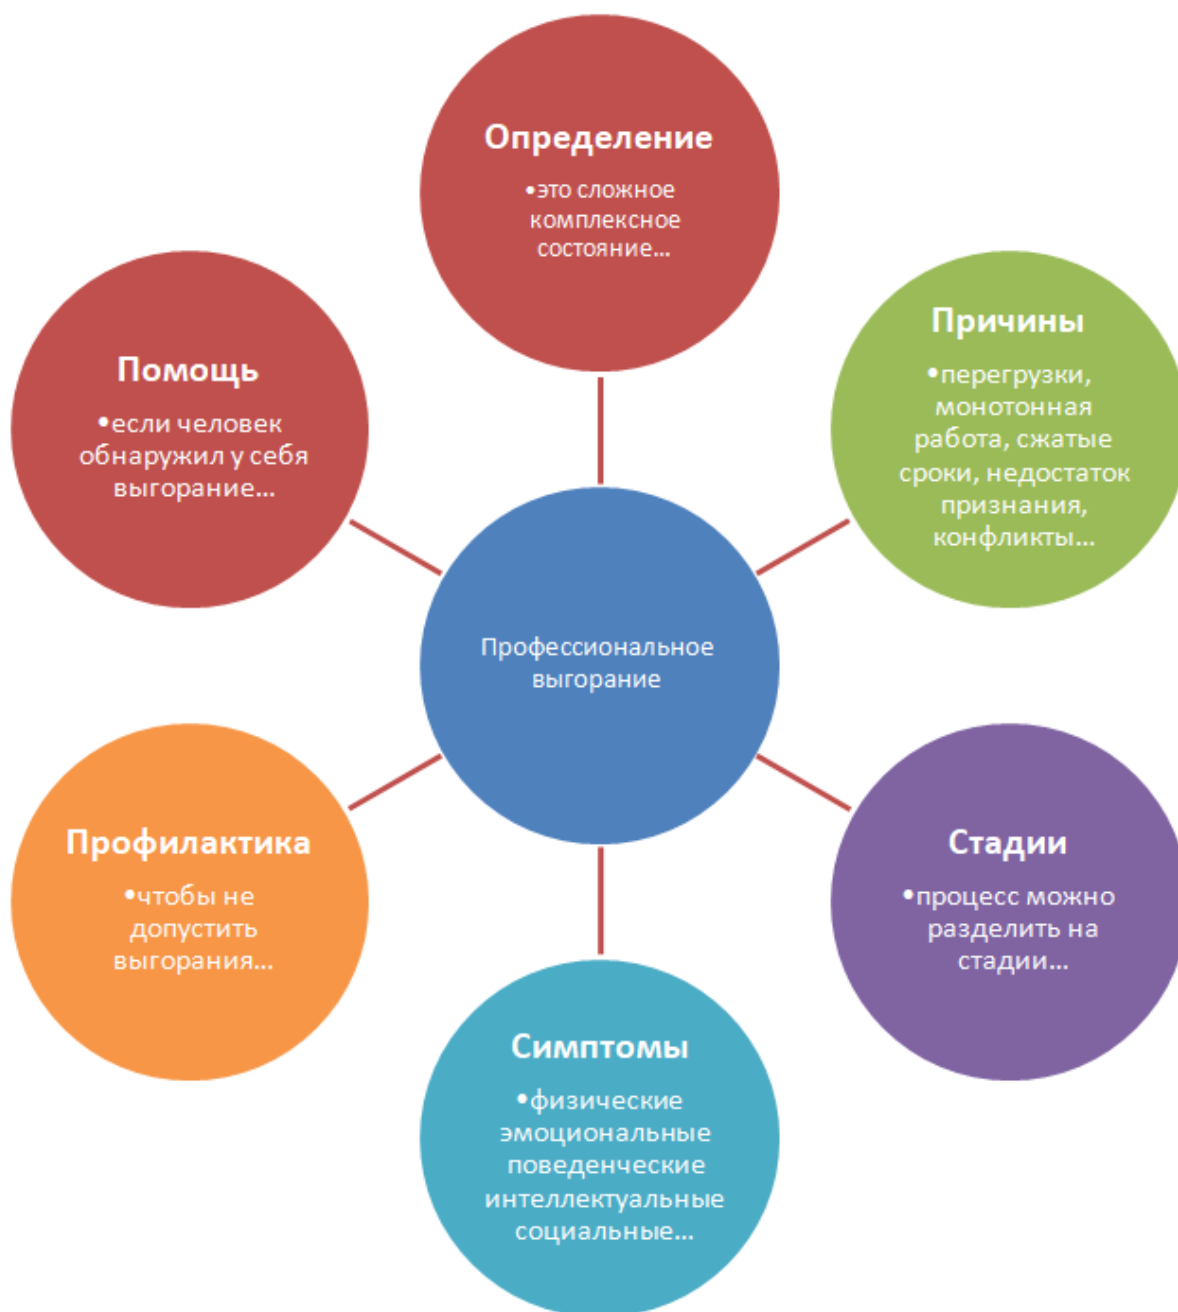 Определение
•это сложное
комплексное
состояние...
Причины
•перегрузки,
монотонная
работа, сжатые
сроки, недостаток
признания,
конфликты...
Помощь
•если человек
обнаружил у себя
выгорание...
Профессиональное
выгорание
Профилактика
•чтобы не
допустить
выгорания...
Стадии
•процесс можно
разделить на
стадии...
Симптомы
•физические
эмоциональные
поведенческие
интеллектуальные
социальные...